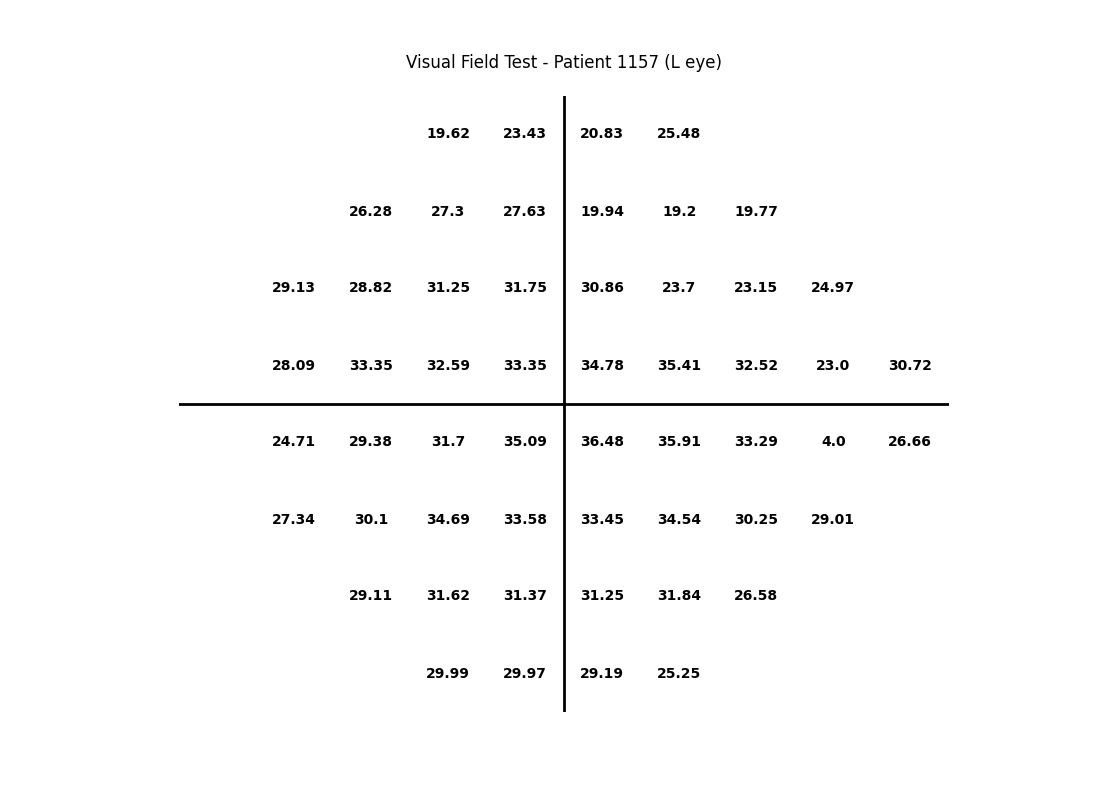 Visual Field Test - Patient 1157 (L eye)
19.62 23.43 20.83 25.48
26.28 27.3 27.63 19.94 19.2 19.77
29.13 28.82 31.25 31.75 30.86 23.7 23.15 24.97
28.09 33.35 32.59 33.35 34.78 35.41 32.52 23.0 30.72
24.71 29.38 31.7 35.09 36.48 35.91 33.29 4.0 26.66
27.34 30.1 34.69 33.58 33.45 34.54 30.25 29.01
29.11 31.62 31.37 31.25 31.84 26.58
29.99 29.97 29.19 25.25